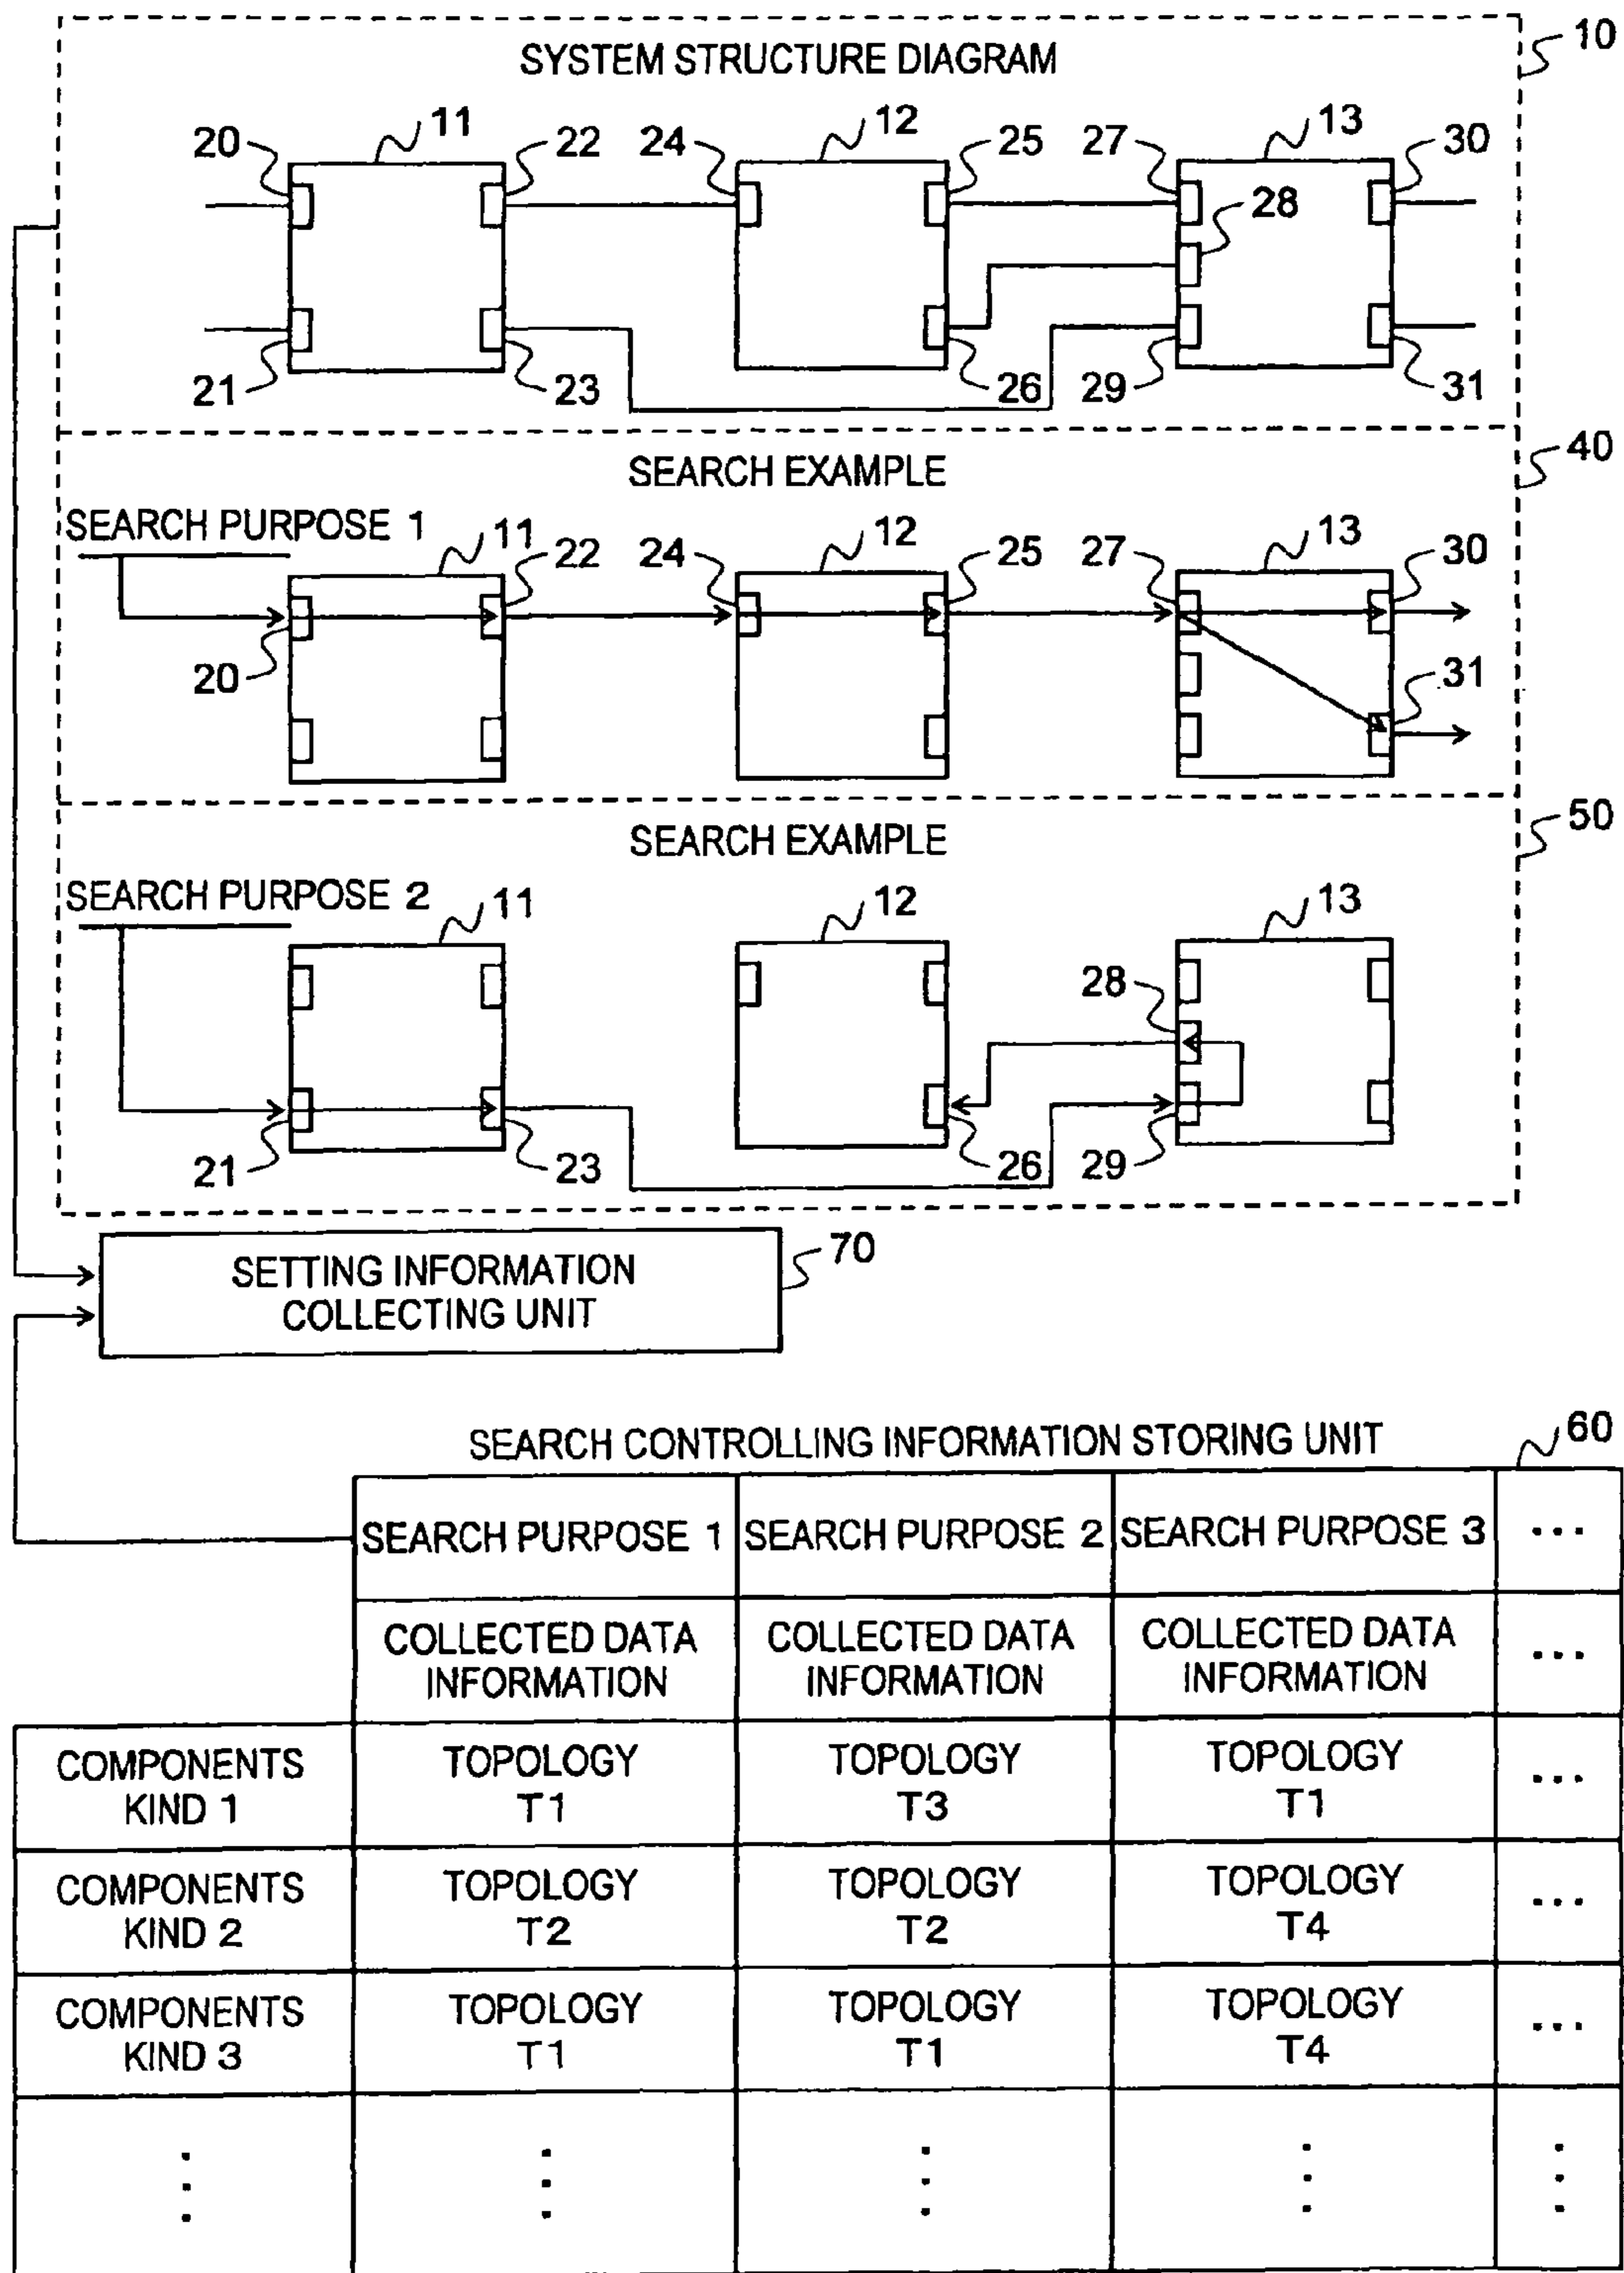 SYSTEM STRUCTURE DIAGRAM
10
20 11 22 24 12 25 27 13 30
28
21 23 26 29 31
SEARCH EXAMPLE
40
SEARCH PURPOSE 1
11 22 24 12 25 27 13 30
20
31
SEARCH EXAMPLE
50
SEARCH PURPOSE 2
11 12 13
28
21 23 26 29
SETTING INFORMATION
COLLECTING UNIT
70
SEARCH CONTROLLING INFORMATION STORING UNIT
60
SEARCH PURPOSE 1 SEARCH PURPOSE 2 SEARCH PURPOSE 3 ...
COLLECTED DATA COLLECTED DATA COLLECTED DATA ...
INFORMATION INFORMATION INFORMATION
COMPONENTS TOPOLOGY TOPOLOGY TOPOLOGY ...
KIND 1 T1 T3 T1
COMPONENTS TOPOLOGY TOPOLOGY TOPOLOGY ...
KIND 2 T2 T2 T4
COMPONENTS TOPOLOGY TOPOLOGY TOPOLOGY ...
KIND 3 T1 T1 T4